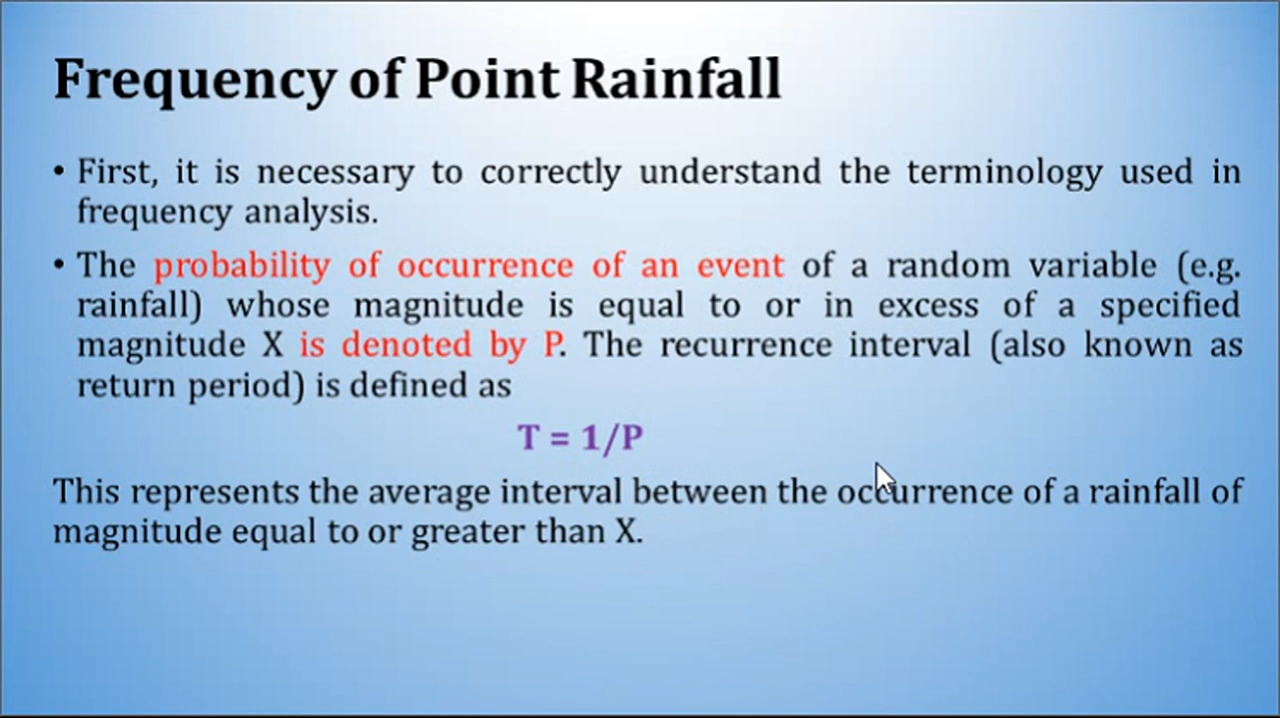 Frequency of Point Rainfall
• First, it is necessary to correctly understand the terminology used in
frequency analysis.
• The probability of occurrence of an event of a random variable (e.g.
rainfall) whose magnitude is equal to or in excess of a specified
magnitude X is denoted by P. The recurrence interval (also known as
return period) is defined as
T = 1/P
This represents the average interval between the occurrence of a rainfall of
magnitude equal to or greater than X.